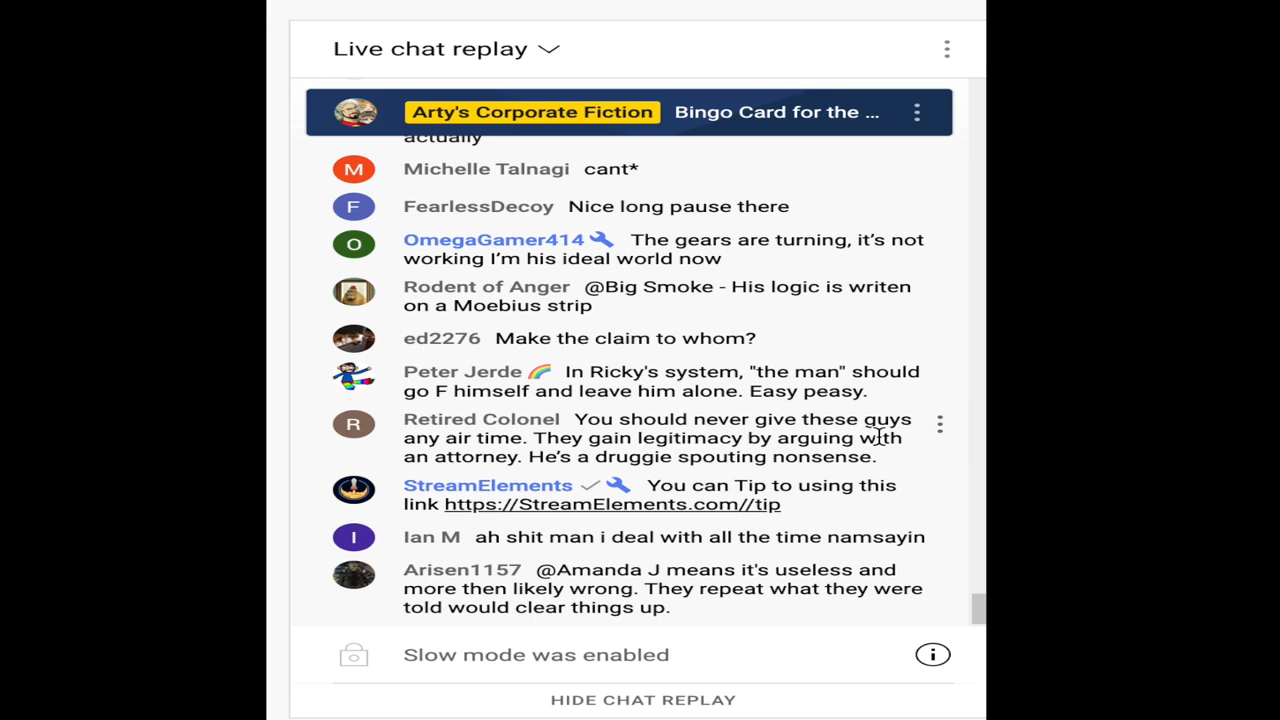 Live chat replay
Arty's Corporate Fiction Bingo Card for the ...
actually
M Michelle Talnagi cant*
F FearlessDecoy Nice long pause there
O OmegaGamer414 The gears are turning, it's not
working I'm his ideal world now
Rodent of Anger @Big Smoke - His logic is writen
on a Moebius strip
ed2276 Make the claim to whom?
Peter Jerde 🌈 In Ricky's system, "the man" should
go F himself and leave him alone. Easy peasy.
R Retired Colonel You should never give these guys
any air time. They gain legitimacy by arguing with
an attorney. He's a druggie spouting nonsense.
StreamElements You can Tip to using this
link https://StreamElements.com//tip
I Ian M ah shit man i deal with all the time namsayin
Arisen1157 @Amanda J means it's useless and
more then likely wrong. They repeat what they were
told would clear things up.
Slow mode was enabled
HIDE CHAT REPLAY